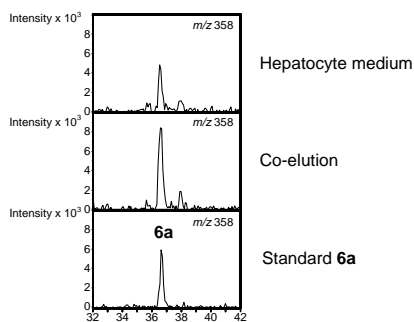 Intensity x 10³
m/z 358
8
6
4
2
0
Hepatocyte medium
Intensity x 10³
m/z 358
8
6
4
2
0
Co-elution
Intensity x 10³
m/z 358
8
6
4
2
0
6a
Standard 6a
32 34 36 38 40 42